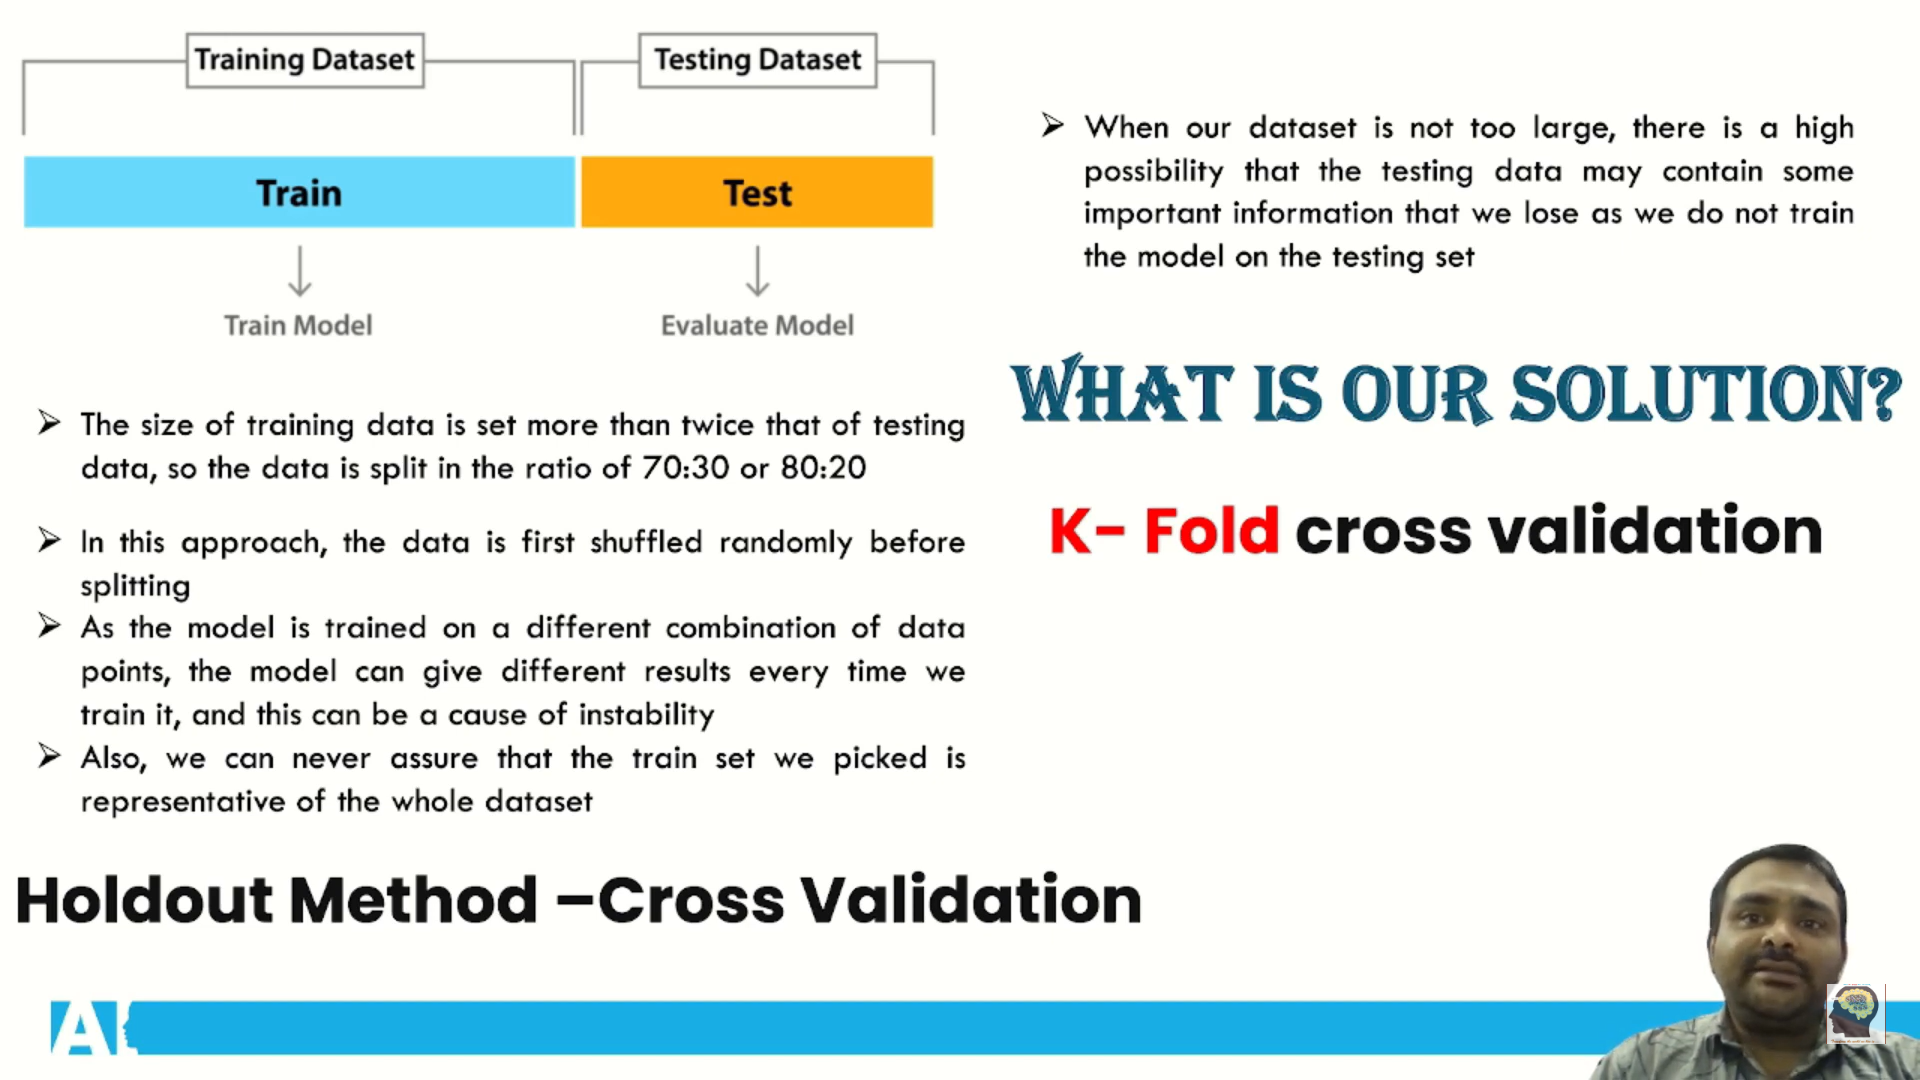 Training Dataset
Testing Dataset
Train
Test
Train Model
Evaluate Model
➢ The size of training data is set more than twice that of testing
data, so the data is split in the ratio of 70:30 or 80:20
➢ In this approach, the data is first shuffled randomly before
splitting
➢ As the model is trained on a different combination of data
points, the model can give different results every time we
train it, and this can be a cause of instability
➢ Also, we can never assure that the train set we picked is
representative of the whole dataset
Holdout Method –Cross Validation
➢ When our dataset is not too large, there is a high
possibility that the testing data may contain some
important information that we lose as we do not train
the model on the testing set
WHAT IS OUR SOLUTION?
K- Fold cross validation
AI